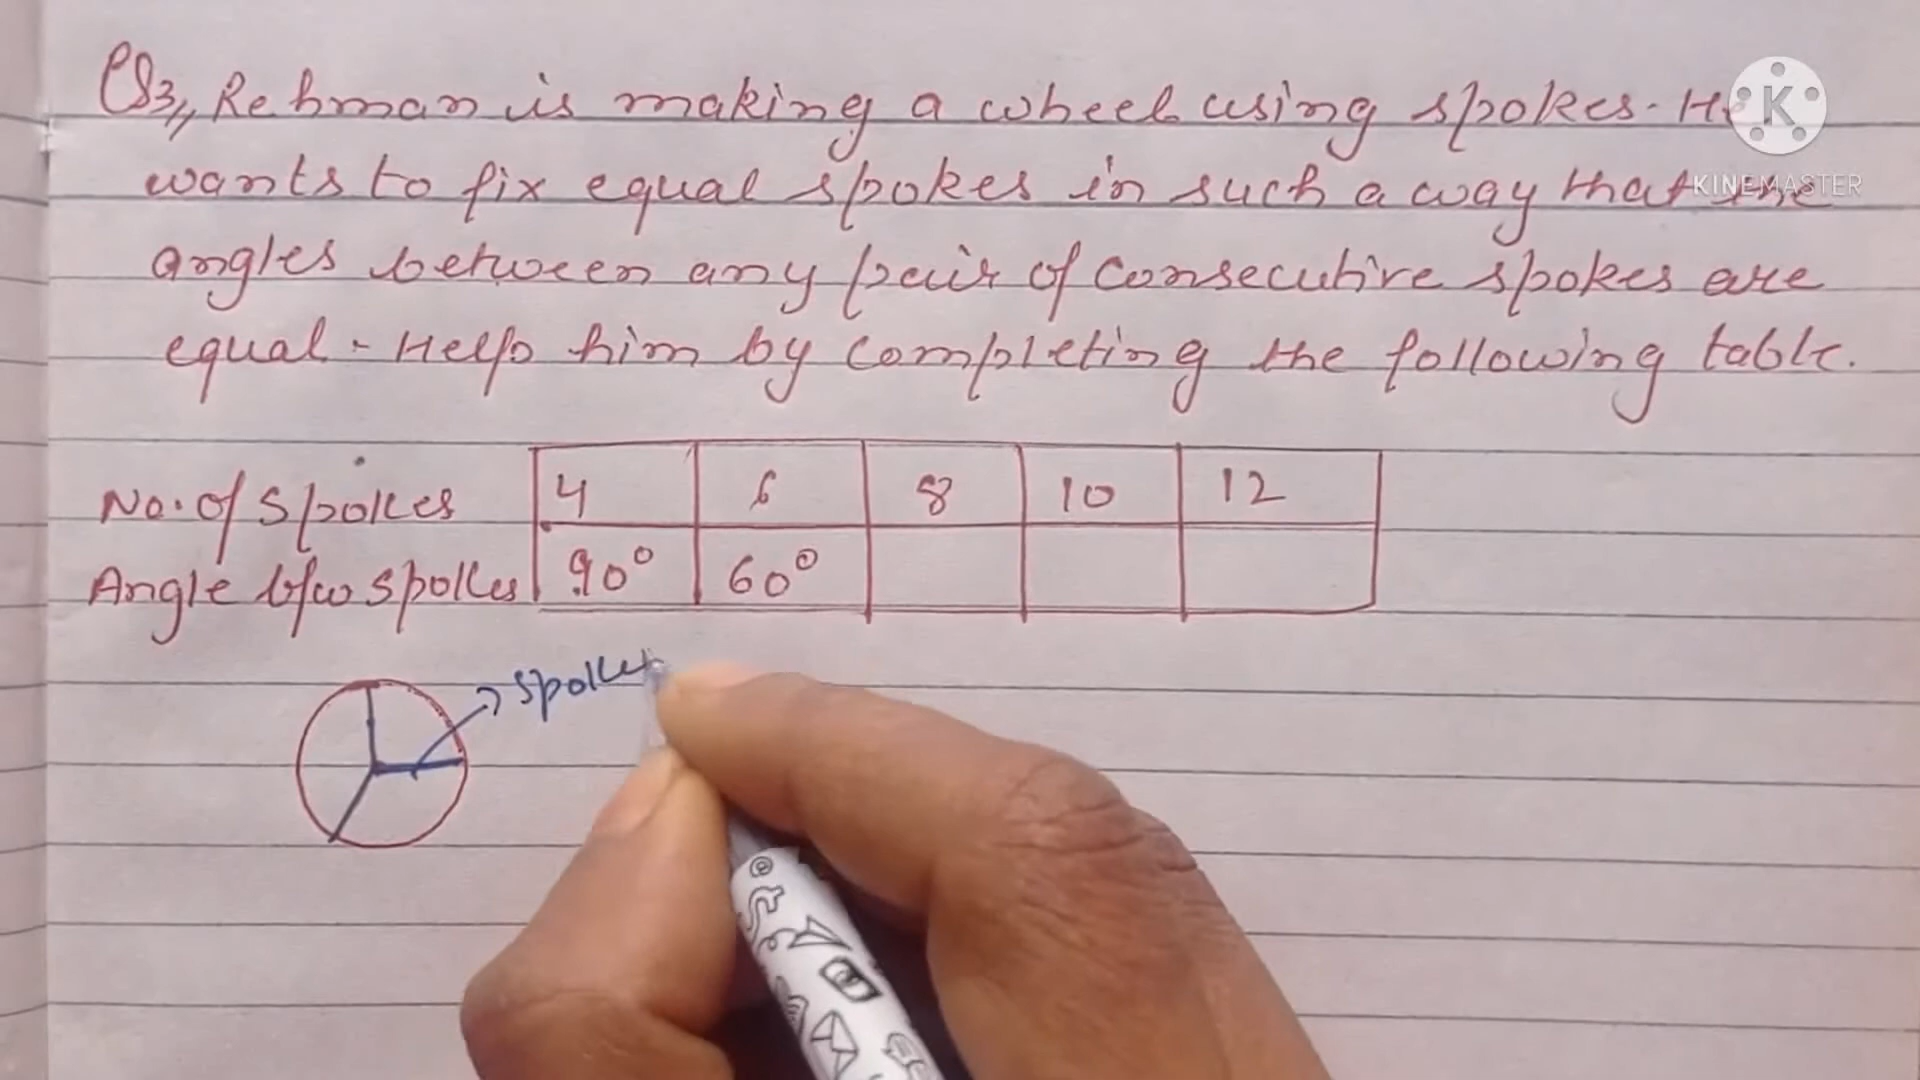 Q3,, Rehman is making a wheel using spokes. He
wants to fix equal spokes in such a way that the
angles between any pair of consecutive spokes are
equal. Help him by completing the following table.
No. of Spokes 4 6 8 10 12
Angle b/w spokes 90° 60°
spokes
K
KINEMASTER